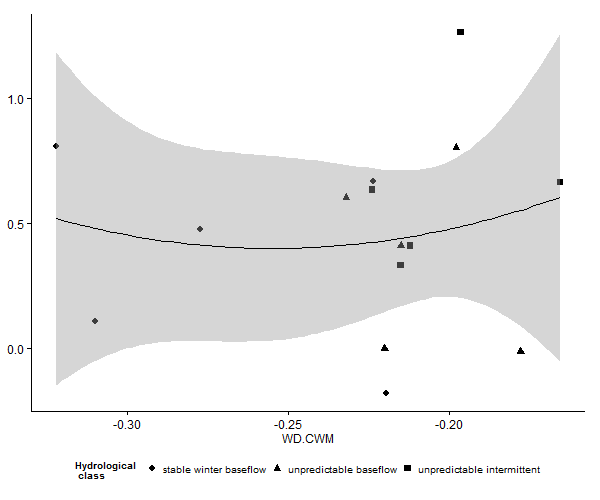 1.0
0.5
0.0
-0.30 -0.25 -0.20
WD.CWM
Hydrological class stable winter baseflow unpredictable baseflow unpredictable intermittent